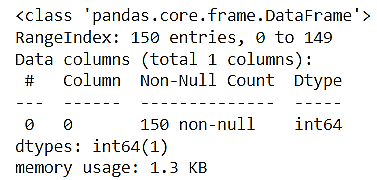 <class 'pandas.core.frame.DataFrame'>
RangeIndex: 150 entries, 0 to 149
Data columns (total 1 columns):
 #   Column  Non-Null Count  Dtype
---  ------  --------------  -----
 0   0       150 non-null    int64
dtypes: int64(1)
memory usage: 1.3 KB